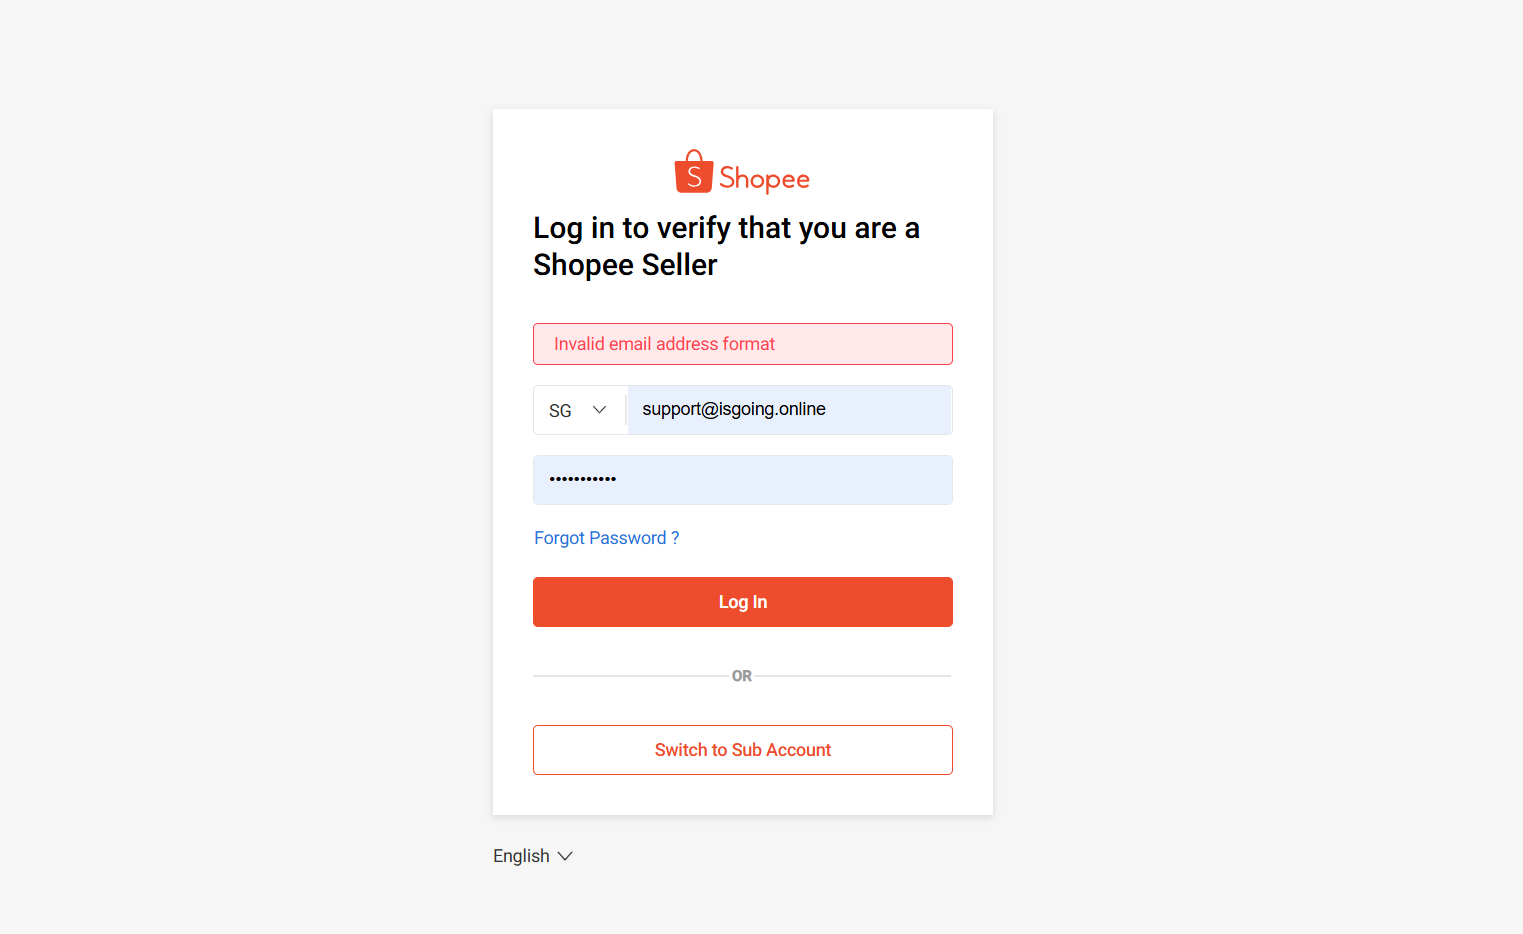 S Shopee
Log in to verify that you are a
Shopee Seller
Invalid email address format
SG support@isgoing.online
•••••••••••
Forgot Password ?
Log In
OR
Switch to Sub Account
English